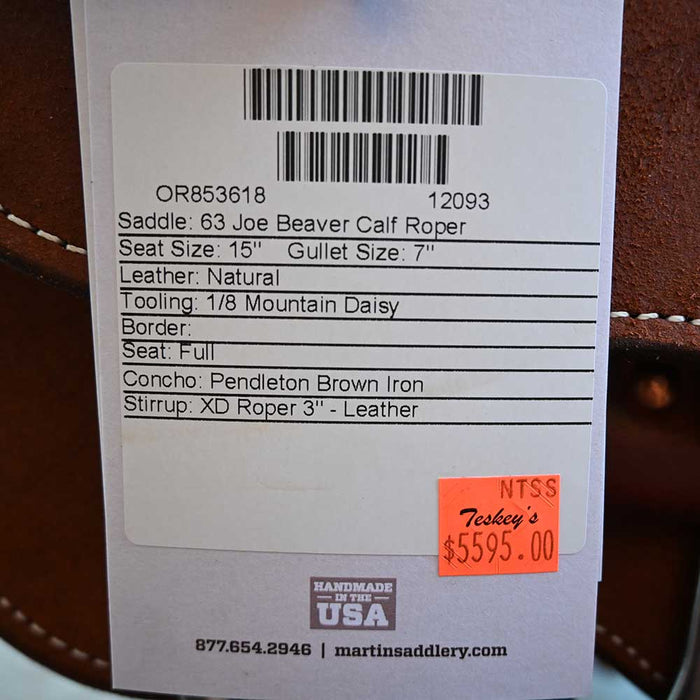 OR853618 12093
Saddle: 63 Joe Beaver Calf Roper
Seat Size: 15" Gullet Size: 7"
Leather: Natural
Tooling: 1/8 Mountain Daisy
Border:
Seat: Full
Concho: Pendleton Brown Iron
Stirrup: XD Roper 3" - Leather
NTSS
Teskey's
$5595.00
HANDMADE
IN THE
USA
877.654.2946 | martinsaddlery.com